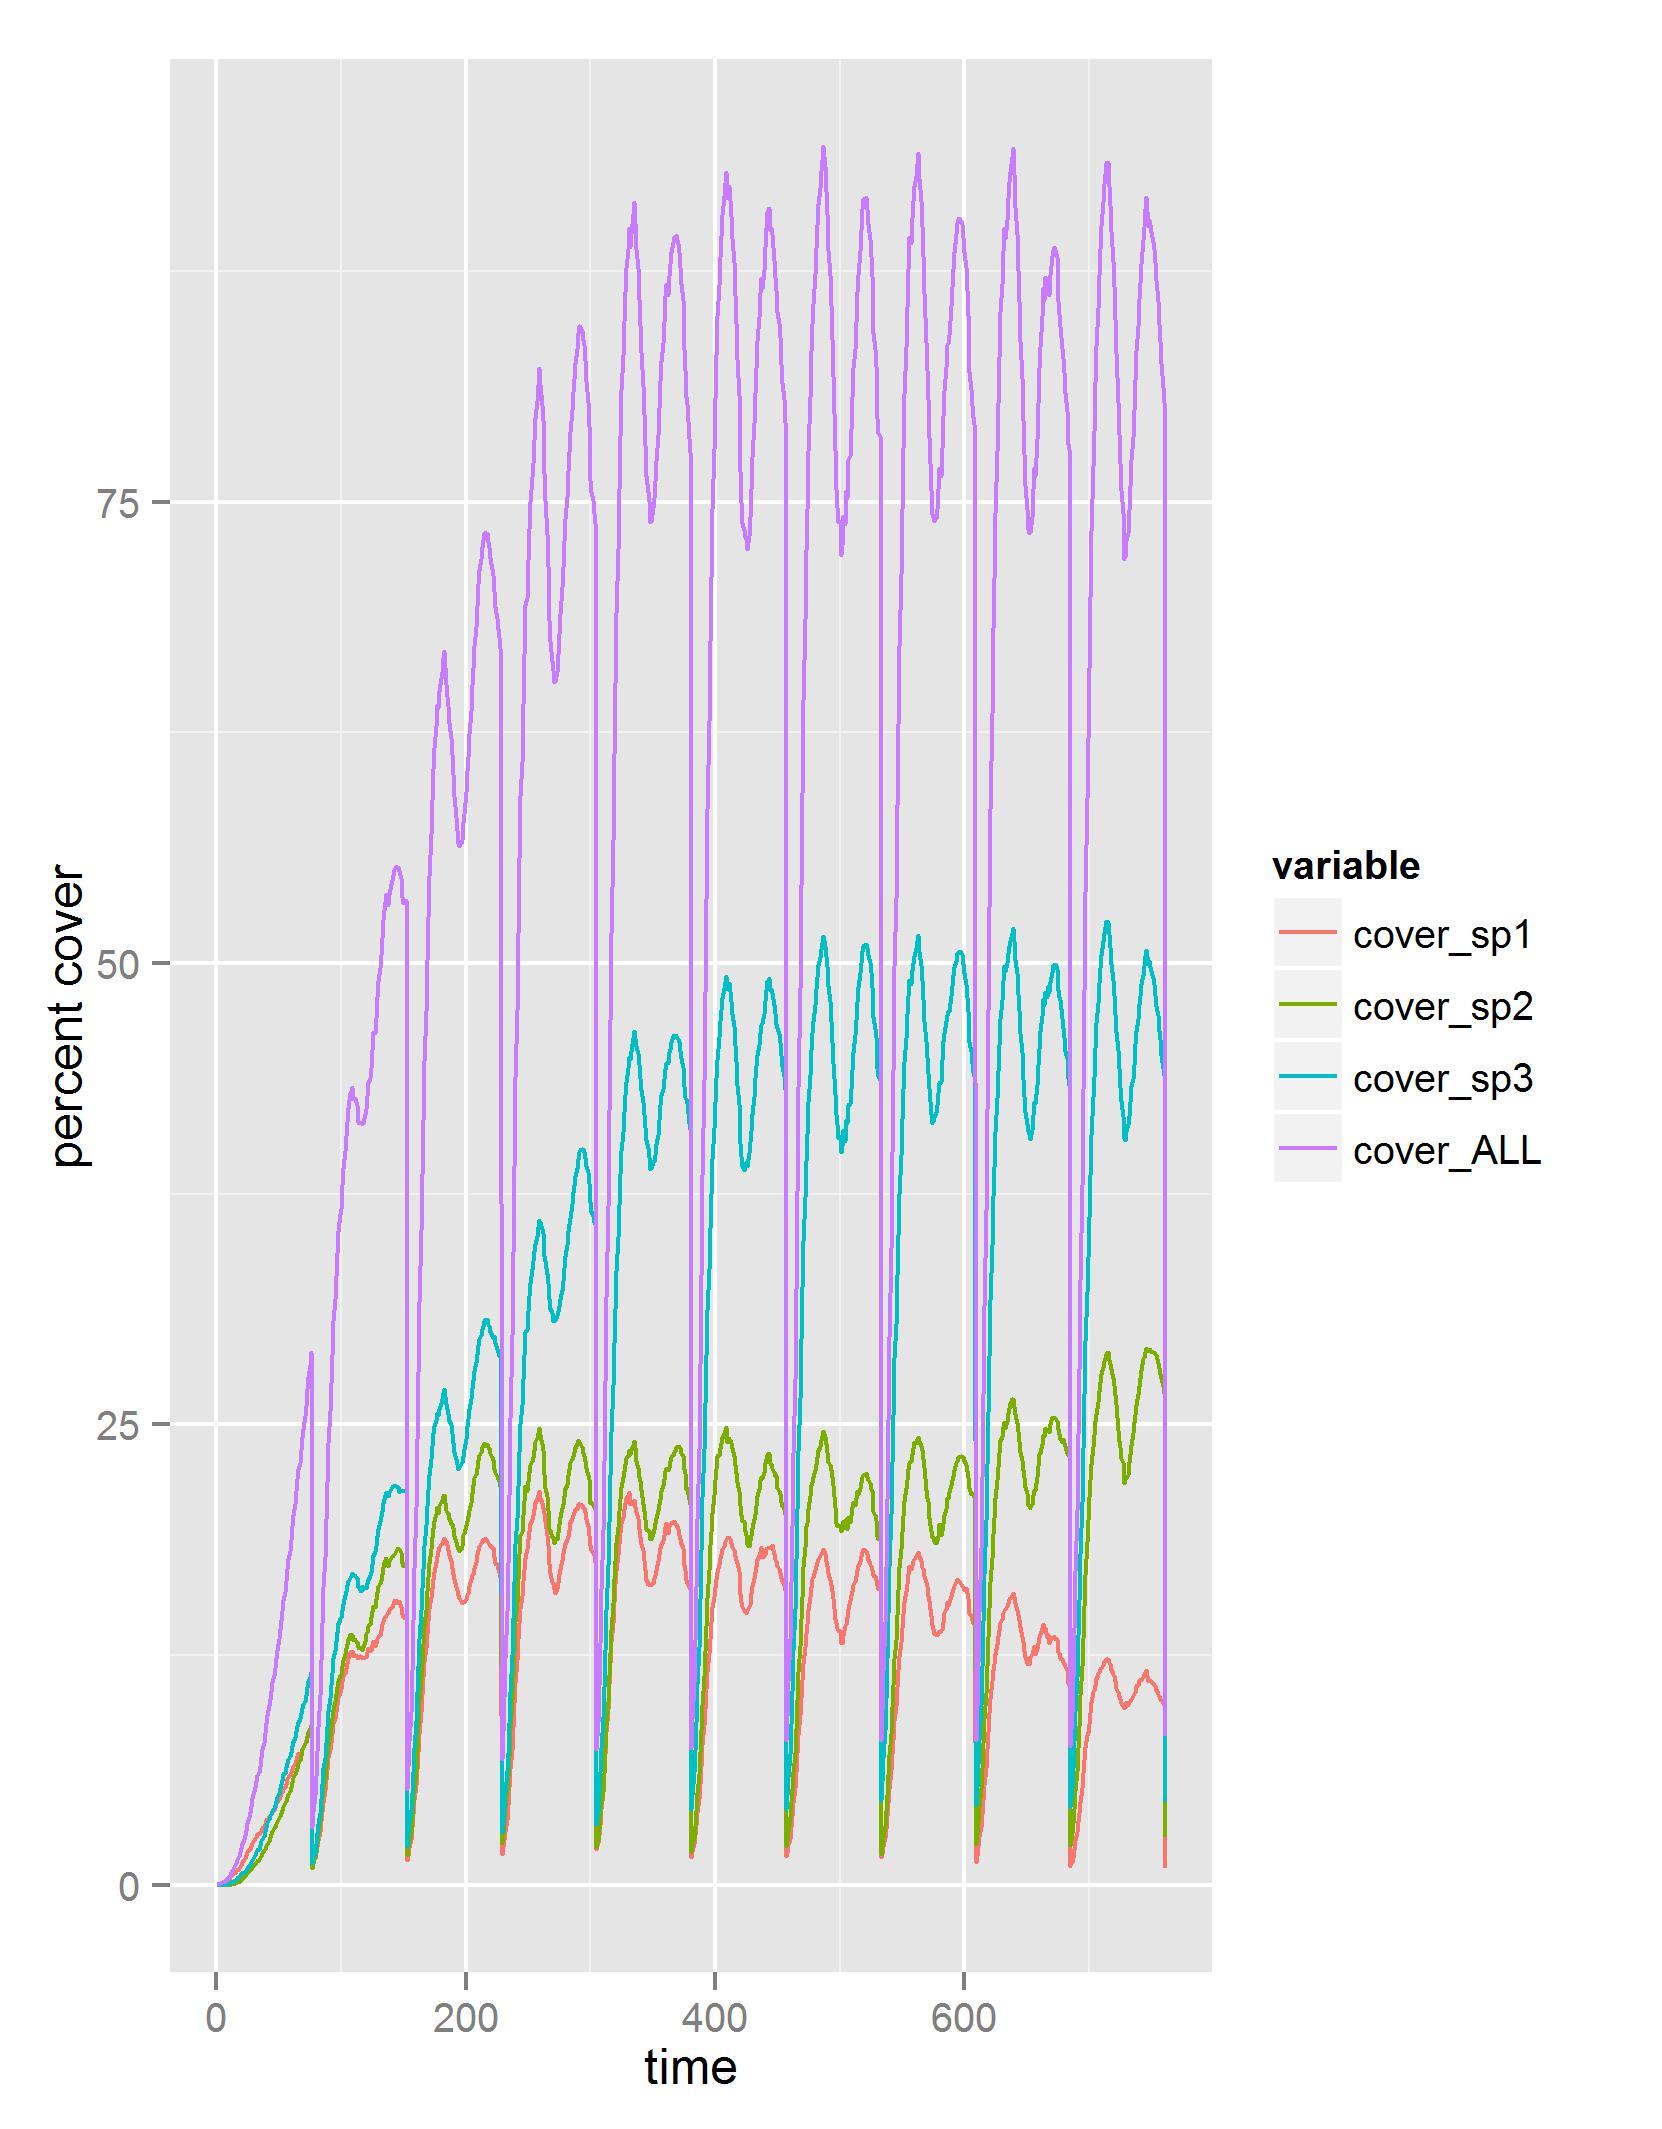 percent cover
75
50
25
0
0 200 400 600
time
variable
cover_sp1
cover_sp2
cover_sp3
cover_ALL